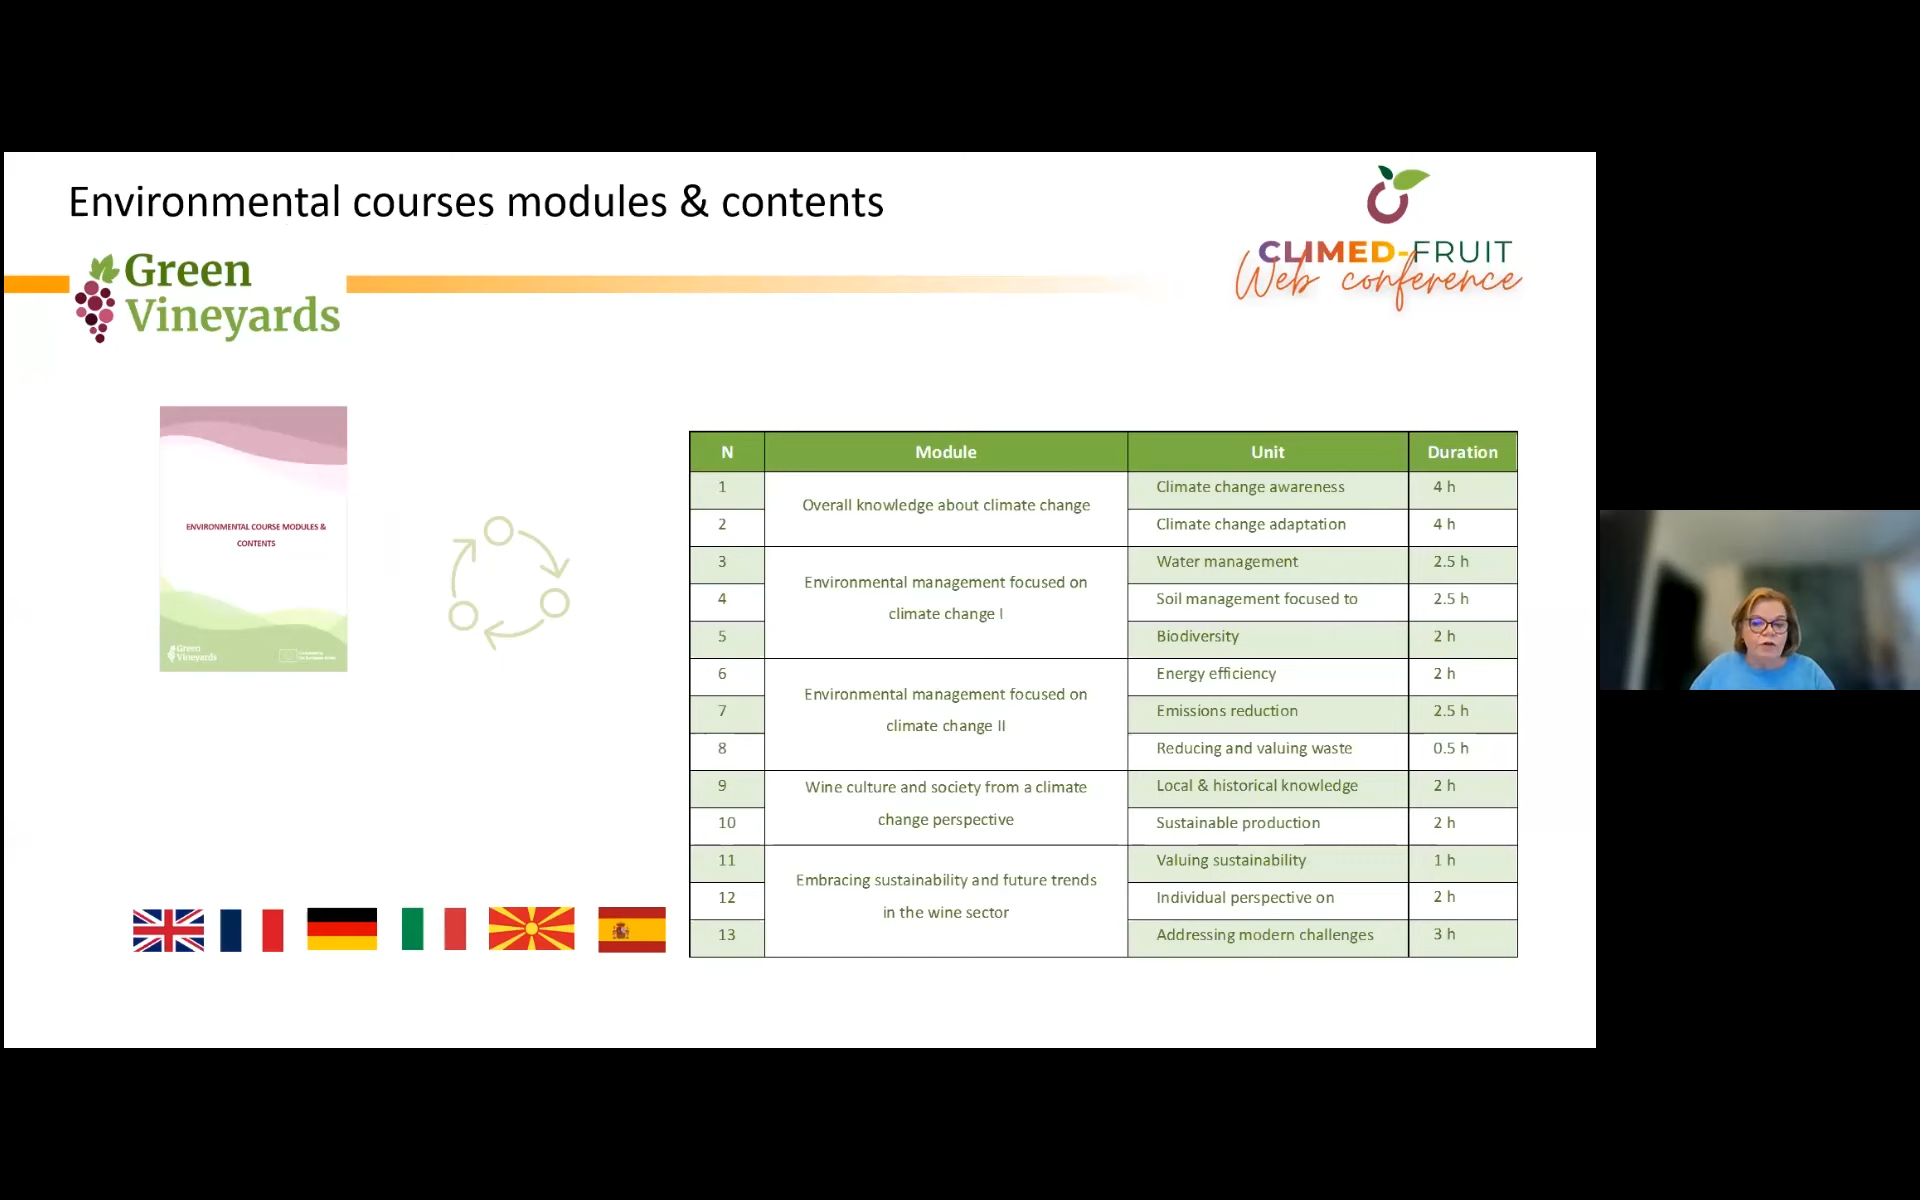 Environmental courses modules & contents
Green
Vineyards
CLIMED-FRUIT
Web conference
ENVIRONMENTAL COURSE MODULES &
CONTENTS
Green
Vineyards
N Module Unit Duration
1 Climate change awareness 4 h
Overall knowledge about climate change
2 Climate change adaptation 4 h
3 Water management 2.5 h
Environmental management focused on
4 Soil management focused to 2.5 h
climate change I
5 Biodiversity 2 h
6 Energy efficiency 2 h
Environmental management focused on
7 Emissions reduction 2.5 h
climate change II
8 Reducing and valuing waste 0.5 h
9 Wine culture and society from a climate Local & historical knowledge 2 h
change perspective
10 Sustainable production 2 h
11 Valuing sustainability 1 h
Embracing sustainability and future trends
12 Individual perspective on 2 h
in the wine sector
13 Addressing modern challenges 3 h